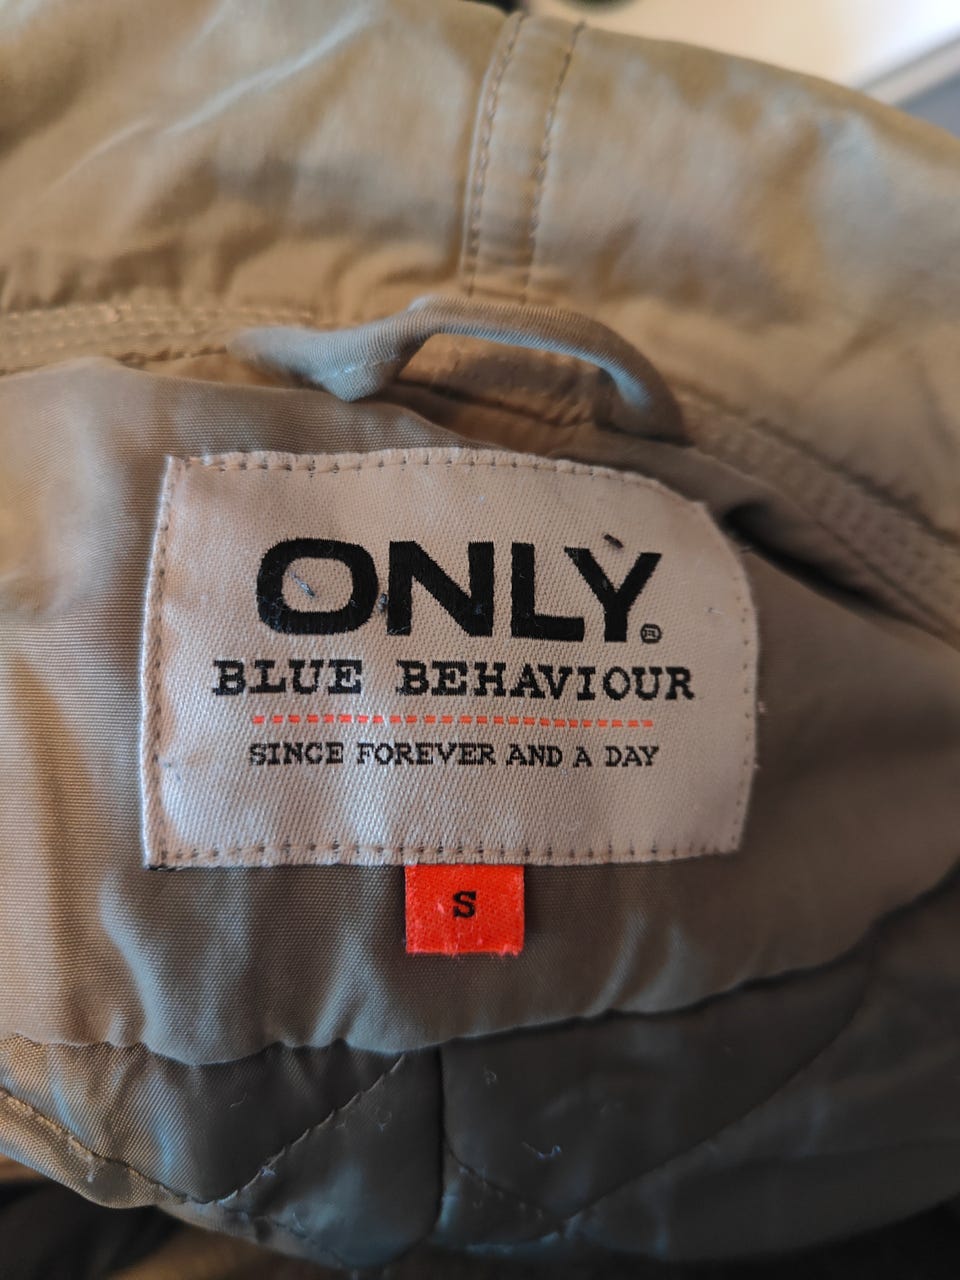 ONLY®
BLUE BEHAVIOUR
SINCE FOREVER AND A DAY
S